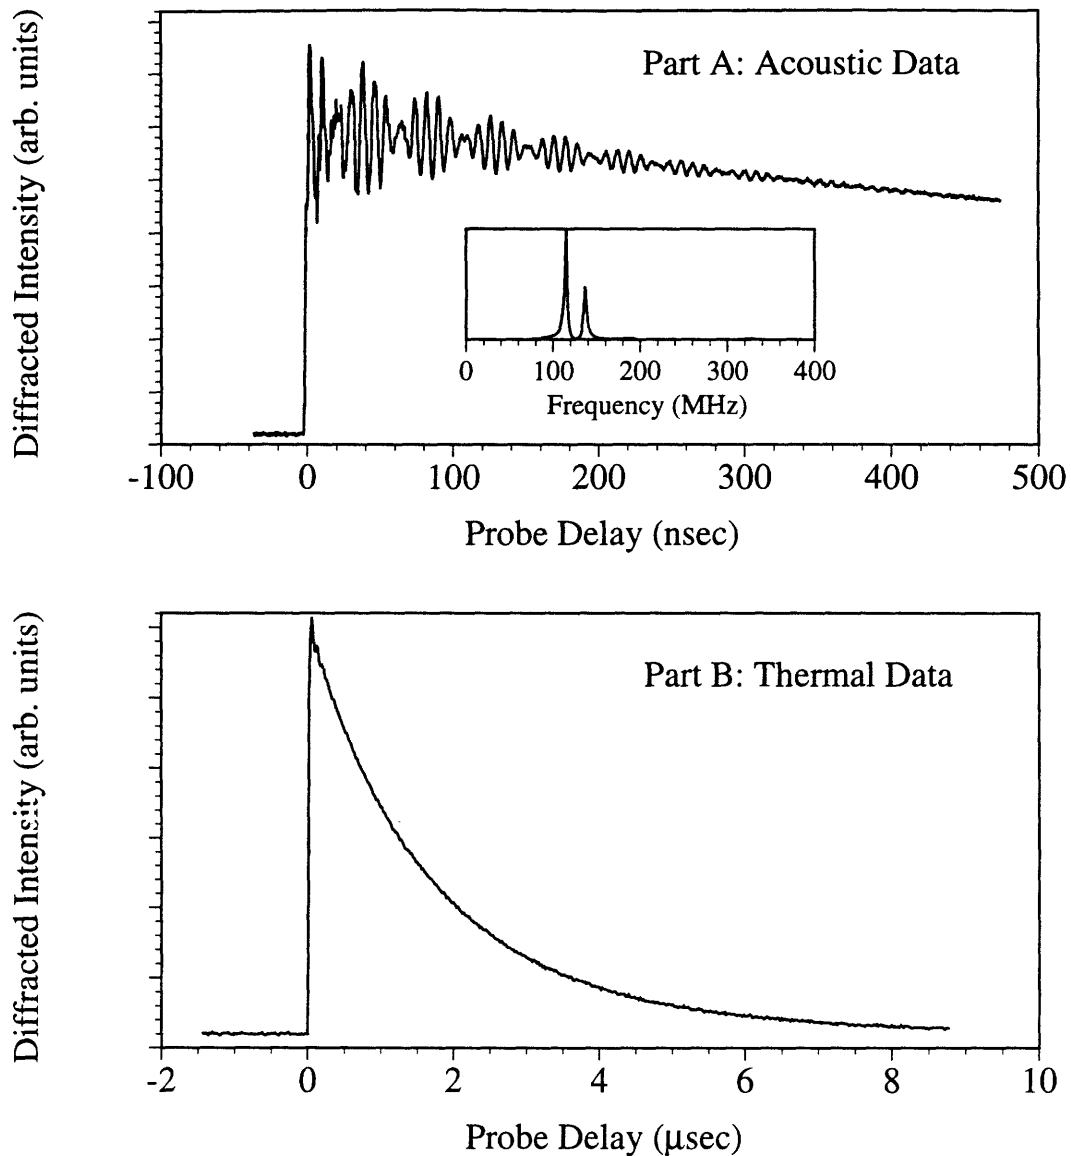 Part A: Acoustic Data
Diffracted Intensity (arb. units)
0 100 200 300 400
Frequency (MHz)
-100 0 100 200 300 400 500
Probe Delay (nsec)
Part B: Thermal Data
Diffracted Intensity (arb. units)
-2 0 2 4 6 8 10
Probe Delay (μsec)